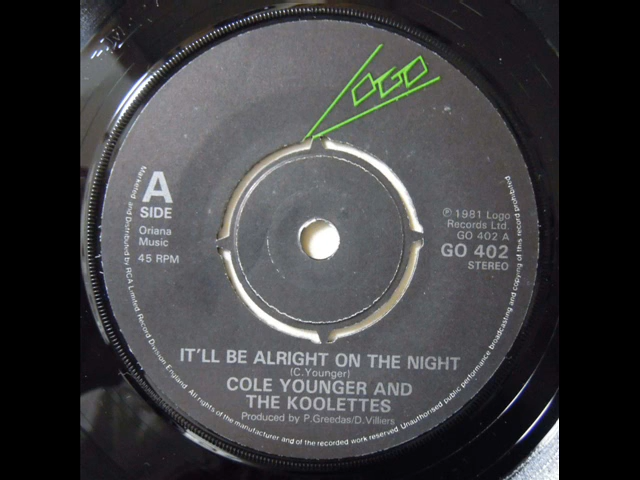 LOGO
A
SIDE
Oriana
Music
45 RPM
℗ 1981 Logo
Records Ltd.
GO 402 A
GO 402
STEREO
IT'LL BE ALRIGHT ON THE NIGHT
(C.Younger)
COLE YOUNGER AND
THE KOOLETTES
Produced by P.Greedas/D.Villiers
Marketed and Distributed by RCA Limited, Record Division, England. All rights of the manufacturer and of the recorded work reserved. Unauthorised public performance, broadcasting and copying of this record prohibited.